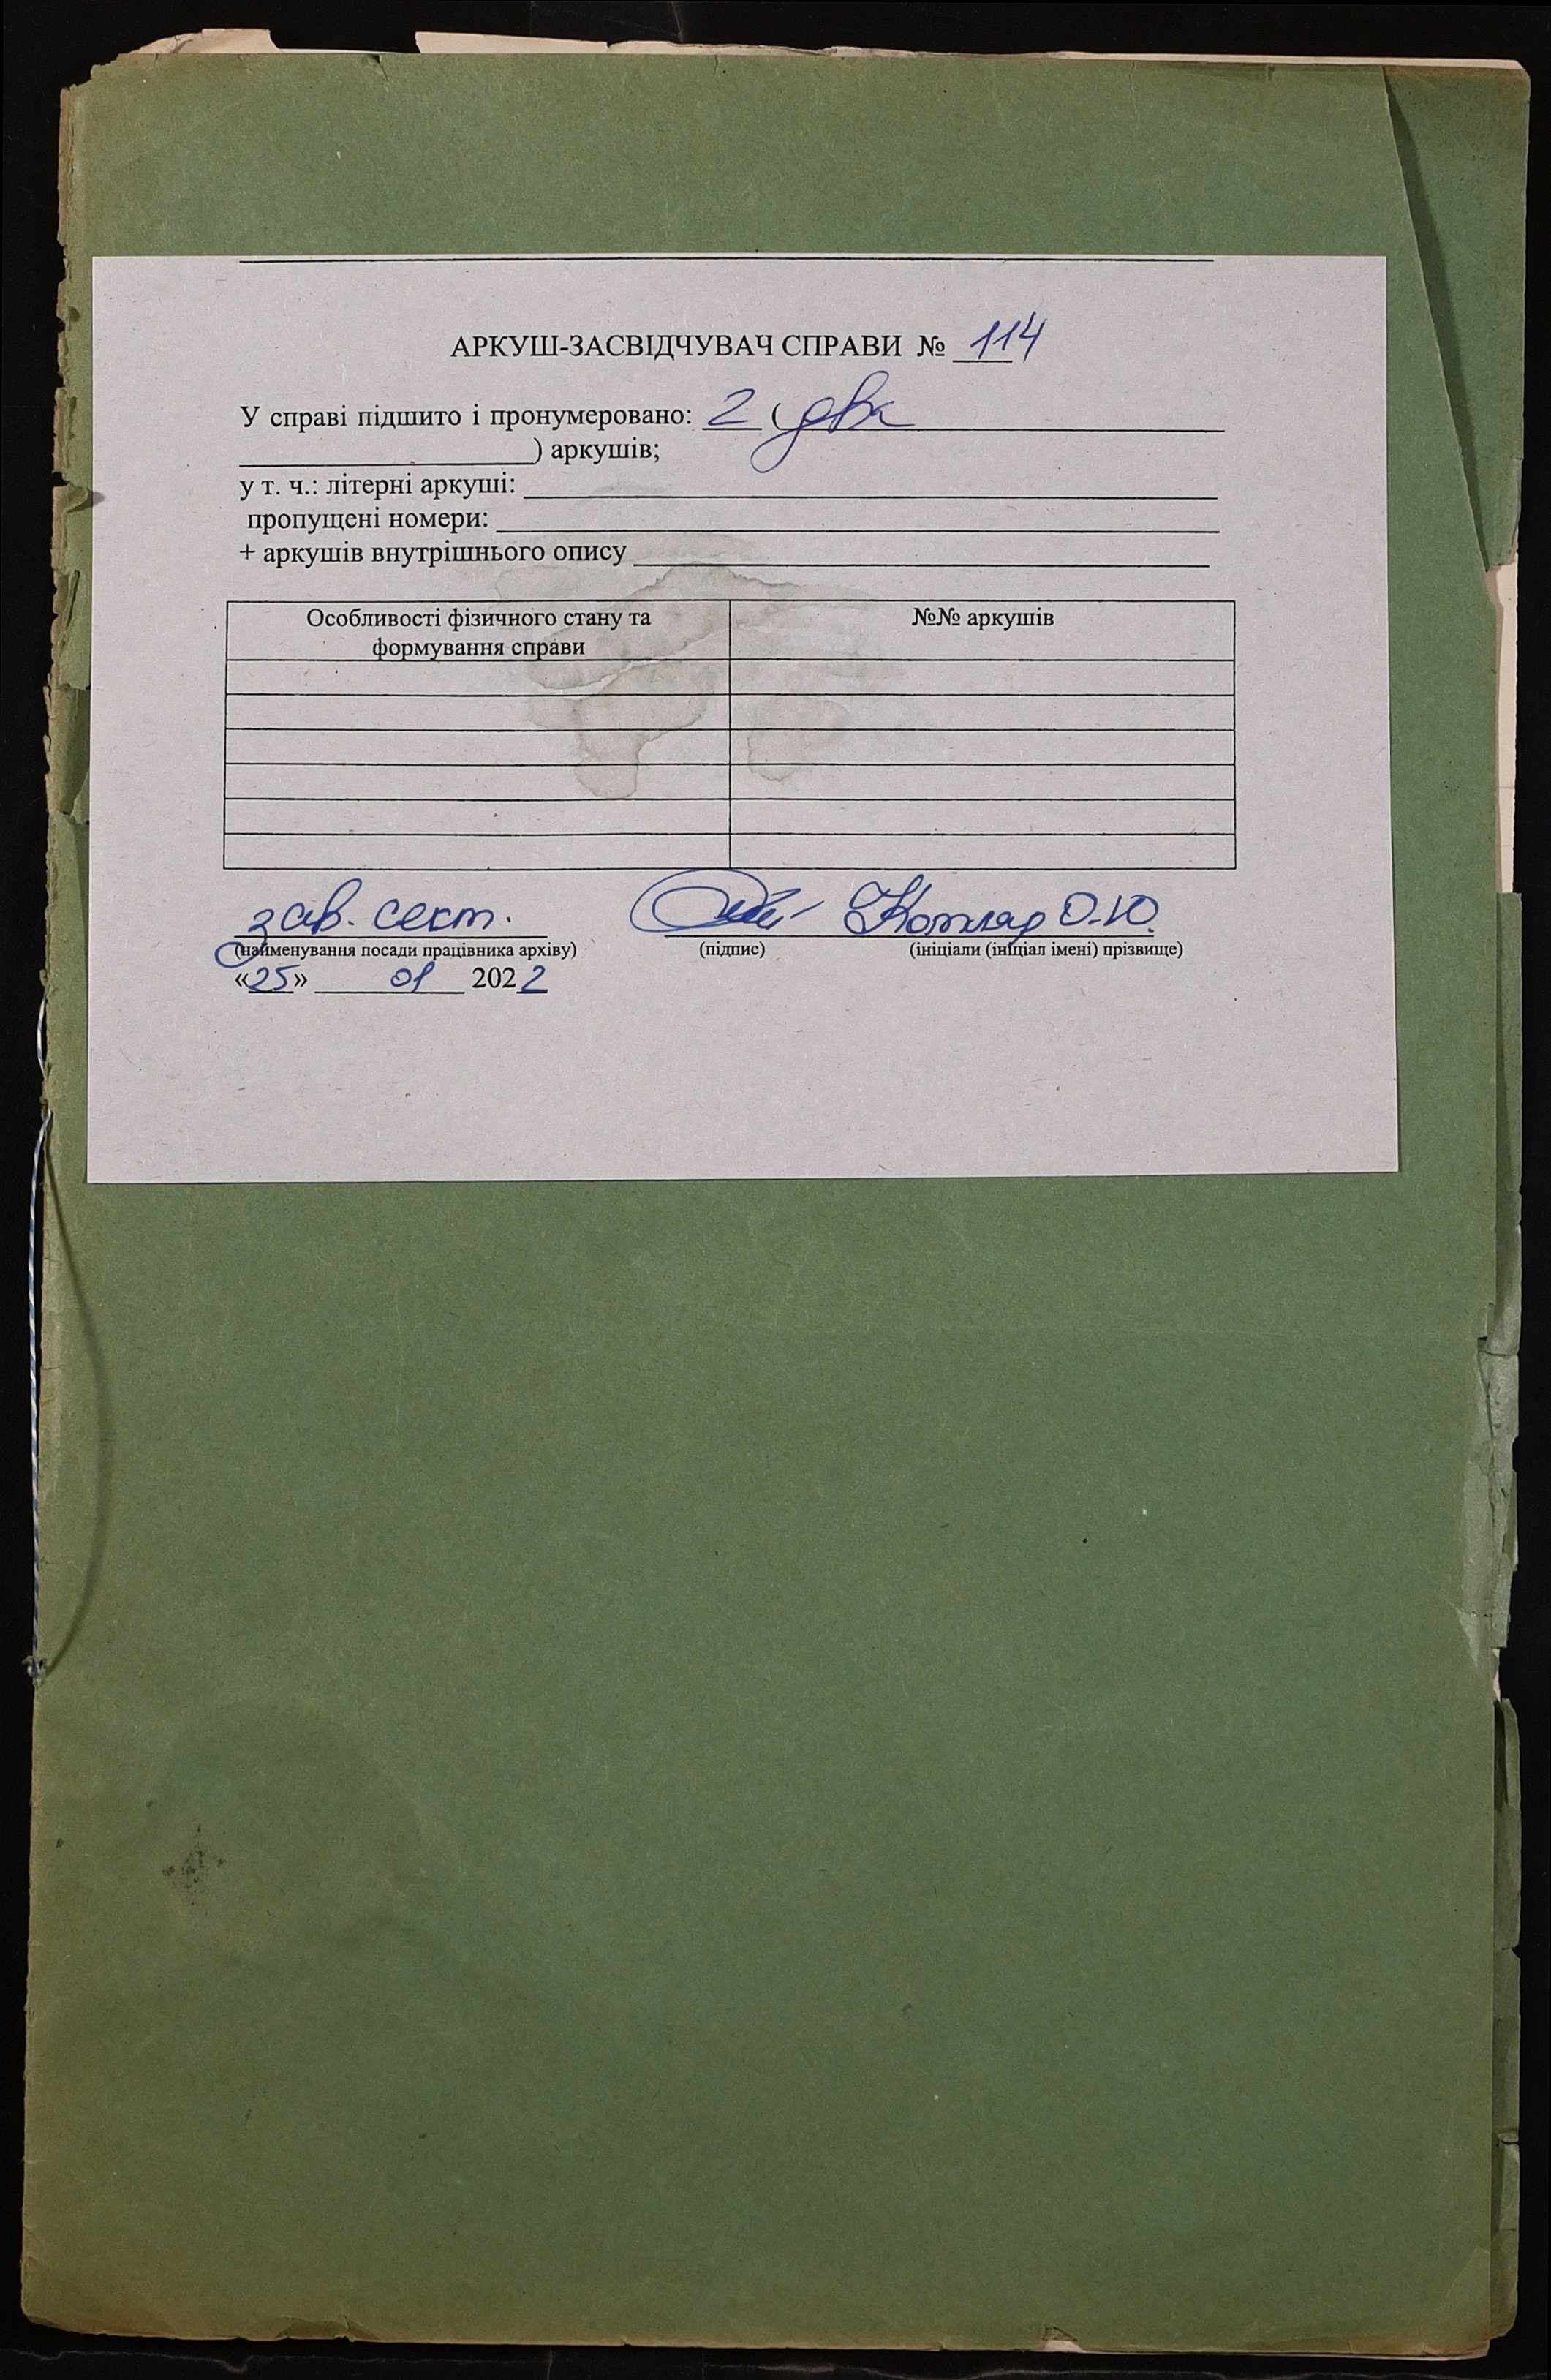 АРКУШ-ЗАСВІДЧУВАЧ СПРАВИ № 114
У справі підшито і пронумеровано: 2 (два
) аркушів;
у т. ч.: літерні аркуші:
пропущені номери:
+ аркушів внутрішнього опису
Особливості фізичного стану та формування справи
№№ аркушів
зав. сект. Котляр О.Ю.
(найменування посади працівника архіву) (підпис) (ініціали (ініціал імені) прізвище)
«25» 01 2022